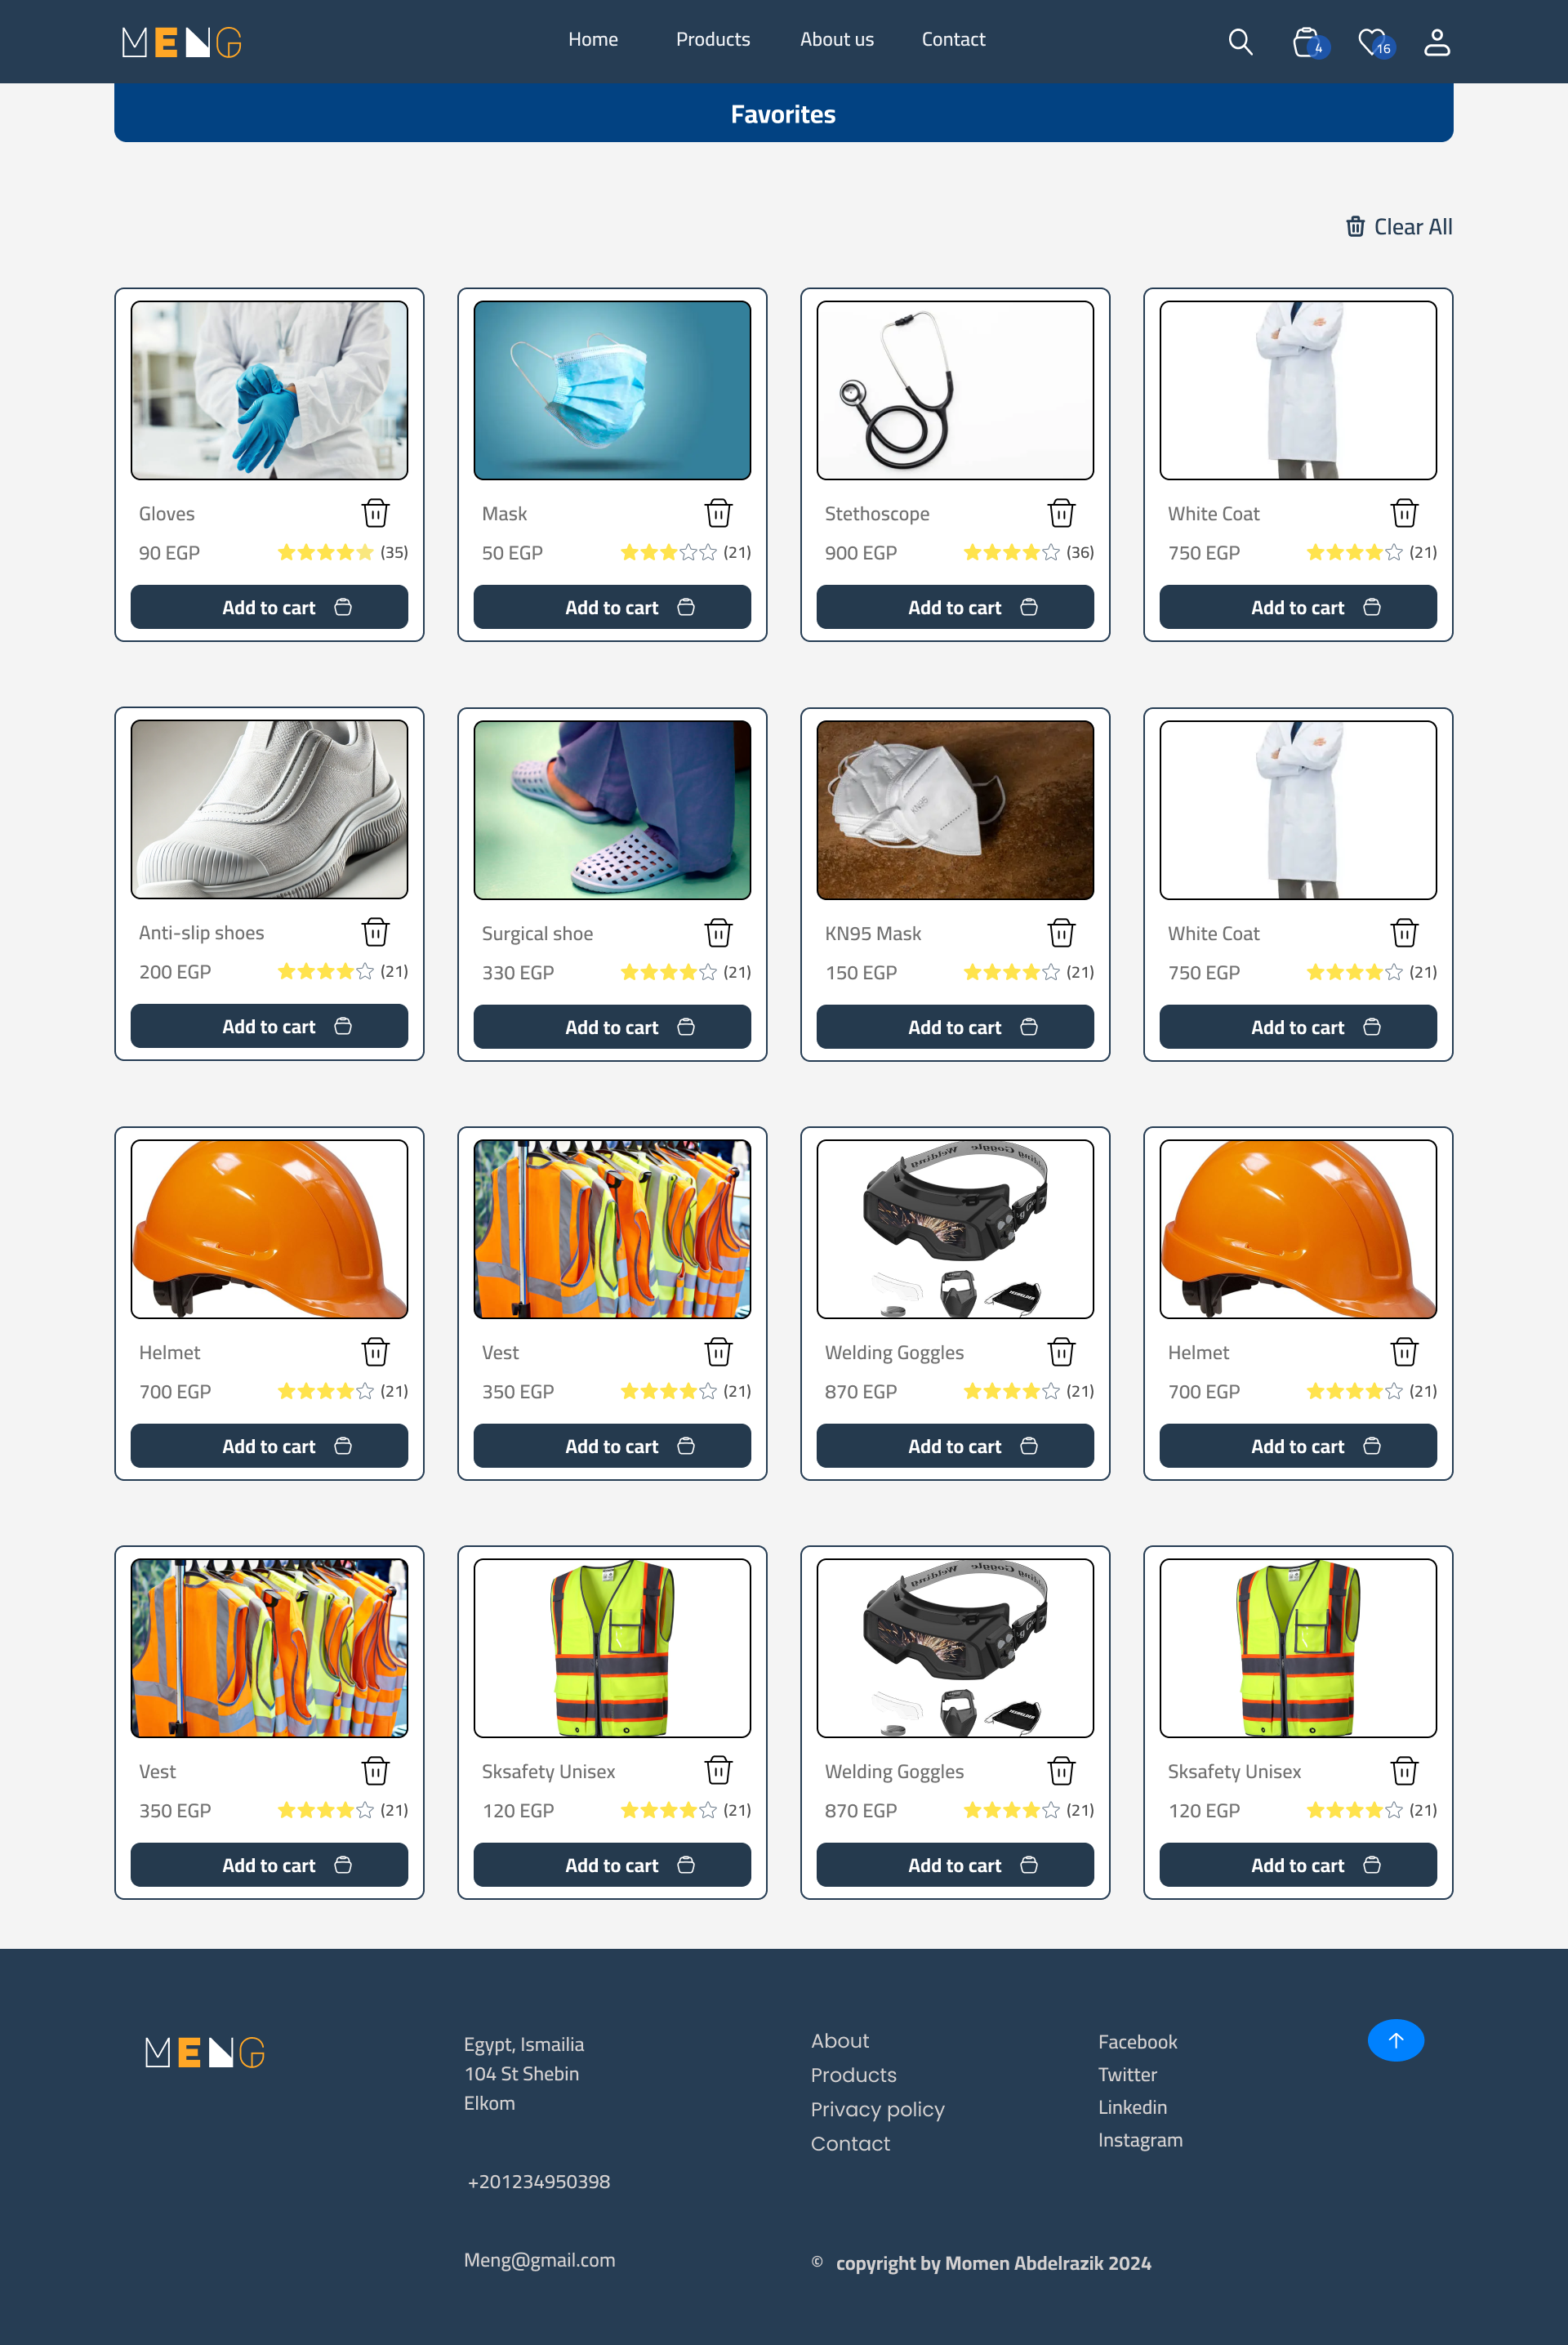 MENG
Home Products About us Contact
4
16
Favorites
Clear All
Gloves
90 EGP (35)
Add to cart
Mask
50 EGP (21)
Add to cart
Stethoscope
900 EGP (36)
Add to cart
White Coat
750 EGP (21)
Add to cart
Anti-slip shoes
200 EGP (21)
Add to cart
Surgical shoe
330 EGP (21)
Add to cart
KN95
KN95 Mask
150 EGP (21)
Add to cart
White Coat
750 EGP (21)
Add to cart
Helmet
700 EGP (21)
Add to cart
Vest
350 EGP (21)
Add to cart
Welding Goggles
870 EGP (21)
Add to cart
Helmet
700 EGP (21)
Add to cart
Vest
350 EGP (21)
Add to cart
Sksafety Unisex
120 EGP (21)
Add to cart
Welding Goggles
870 EGP (21)
Add to cart
Sksafety Unisex
120 EGP (21)
Add to cart
MENG
Egypt, Ismailia
104 St Shebin
Elkom
+201234950398
Meng@gmail.com
About
Products
Privacy policy
Contact
Facebook
Twitter
Linkedin
Instagram
© copyright by Momen Abdelrazik 2024